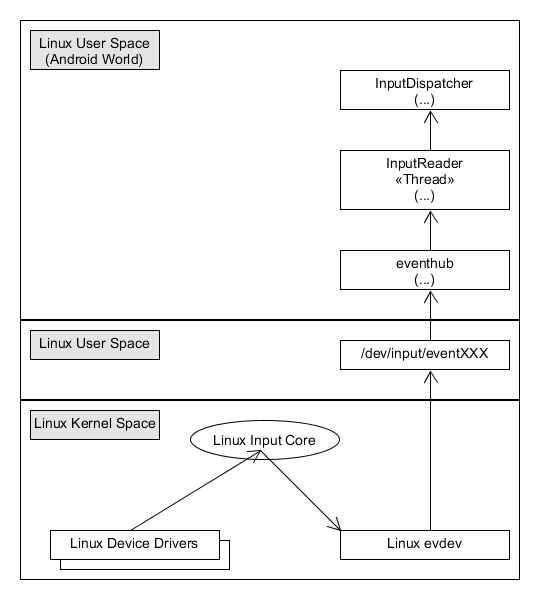 Linux User Space
(Android World)
InputDispatcher
(...)
InputReader
«Thread»
(...)
eventhub
(...)
Linux User Space
/dev/input/eventXXX
Linux Kernel Space
Linux Input Core
Linux Device Drivers
Linux evdev